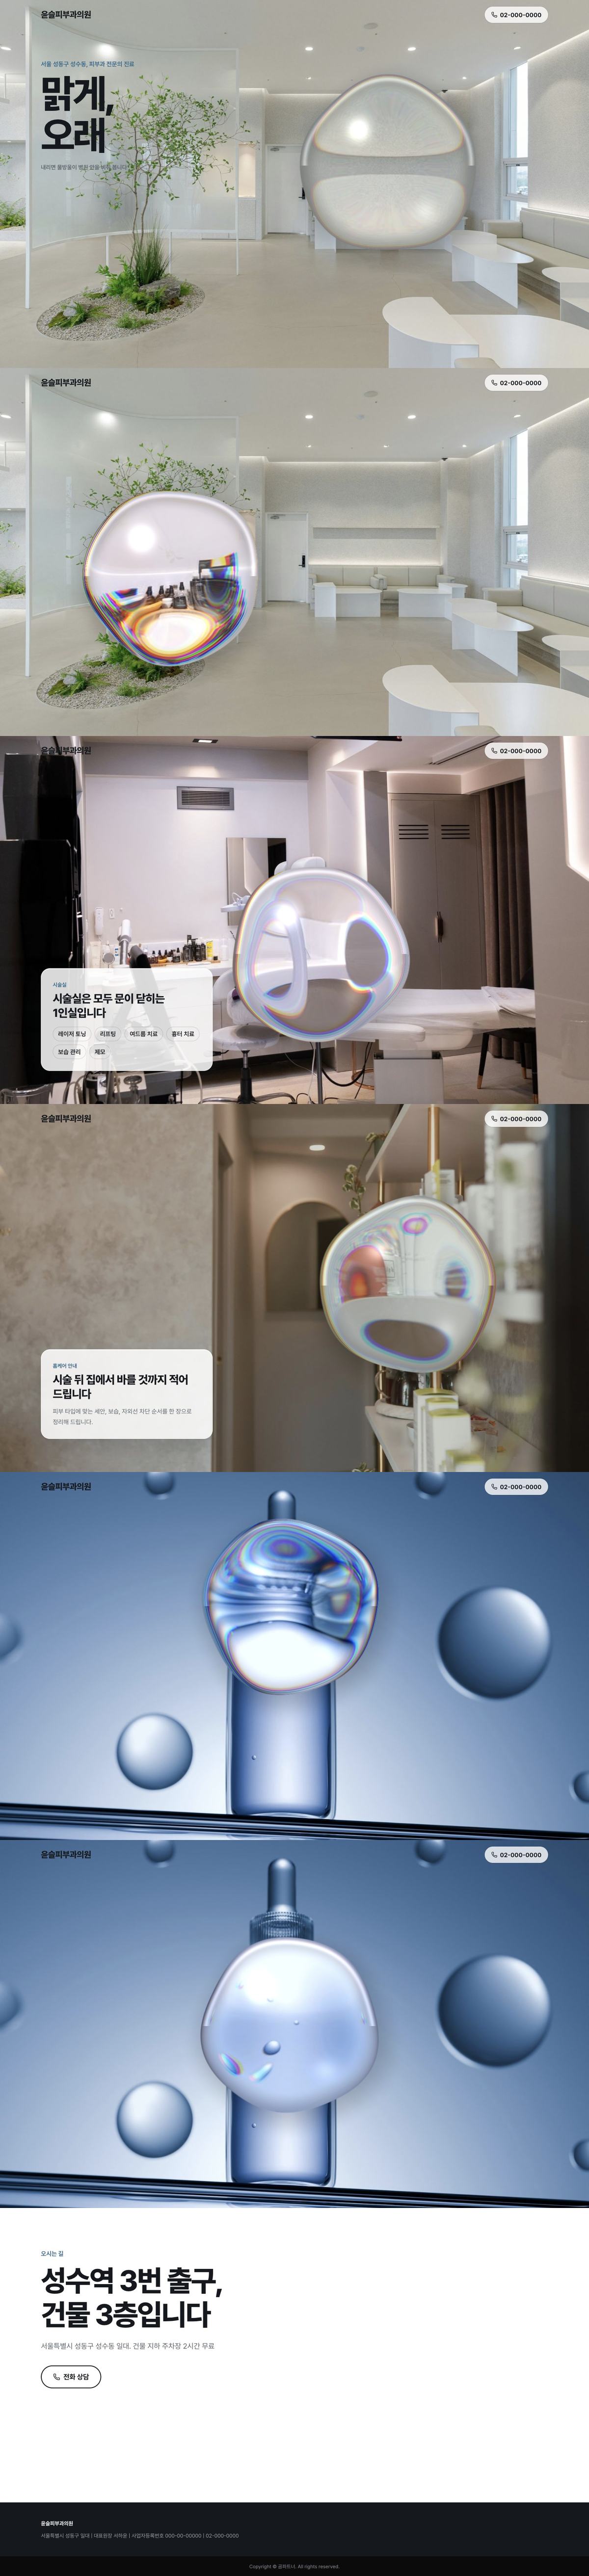 윤슬피부과의원
02-000-0000
서울 성동구 성수동, 피부과 전문의 진료
맑게,
오래
윤슬피부과의원
02-000-0000
윤슬피부과의원
02-000-0000
시술실
시술실은 모두 문이 닫히는
1인실입니다
레이저 토닝 리프팅 여드름 치료 흉터 치료
보습 관리 제모
윤슬피부과의원
02-000-0000
홈케어 안내
시술 뒤 집에서 바를 것까지 적어
드립니다
피부 타입에 맞는 세안, 보습, 자외선 차단 순서를 한 장으로
정리해 드립니다.
윤슬피부과의원
02-000-0000
윤슬피부과의원
02-000-0000
오시는 길
성수역 3번 출구,
건물 3층입니다
서울특별시 성동구 성수동 일대. 건물 지하 주차장 2시간 무료
전화 상담
윤슬피부과의원
서울특별시 성동구 일대 | 대표원장 서하윤 | 사업자등록번호 000-00-00000 | 02-000-0000
Copyright © 금파트너. All rights reserved.